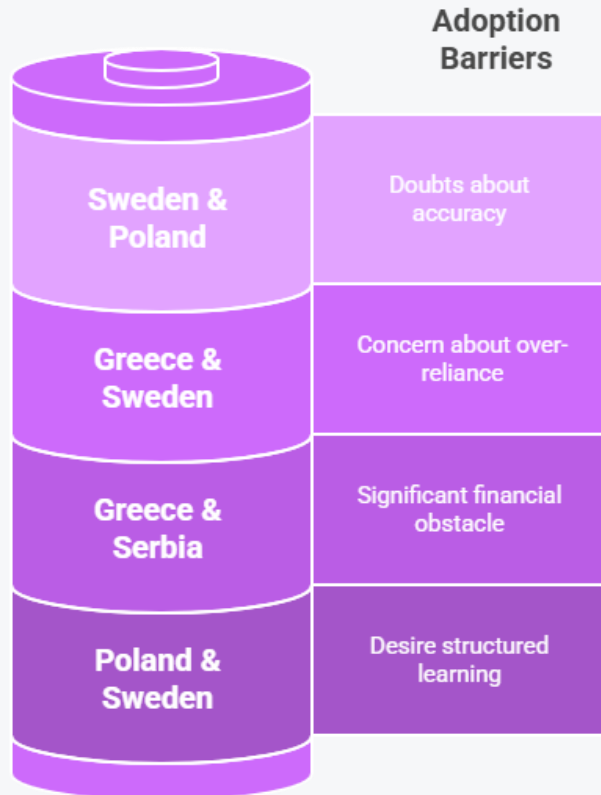 Adoption
Barriers
Sweden &
Poland
Doubts about
accuracy
Greece &
Sweden
Concern about over-
reliance
Greece &
Serbia
Significant financial
obstacle
Poland &
Sweden
Desire structured
learning